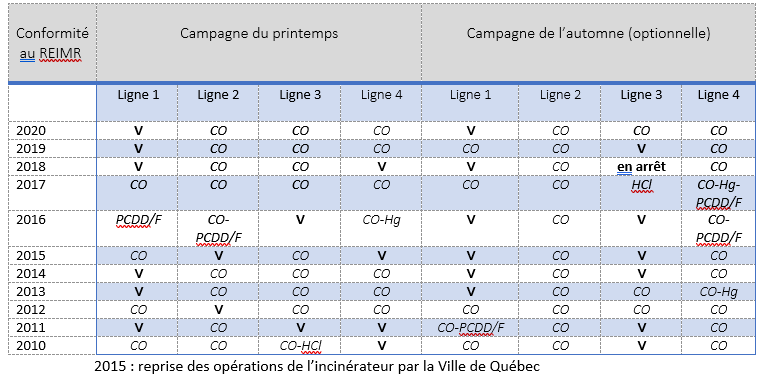 Conformité au REIMR Campagne du printemps Campagne de l'automne (optionnelle)
Ligne 1 Ligne 2 Ligne 3 Ligne 4 Ligne 1 Ligne 2 Ligne 3 Ligne 4
2020 V CO CO CO V CO CO CO
2019 V CO CO CO CO CO V CO
2018 V CO CO V V CO en arrêt CO
2017 CO CO CO CO CO CO HCl CO-Hg-PCDD/F
2016 PCDD/F CO-PCDD/F V CO-Hg V CO V CO-PCDD/F
2015 CO V CO V V CO V CO
2014 V CO CO CO V CO V CO
2013 V CO CO CO V CO CO CO-Hg
2012 CO V CO CO CO CO CO CO
2011 V CO V V CO-PCDD/F CO V CO
2010 CO CO CO-HCl V CO CO V CO
2015 : reprise des opérations de l'incinérateur par la Ville de Québec